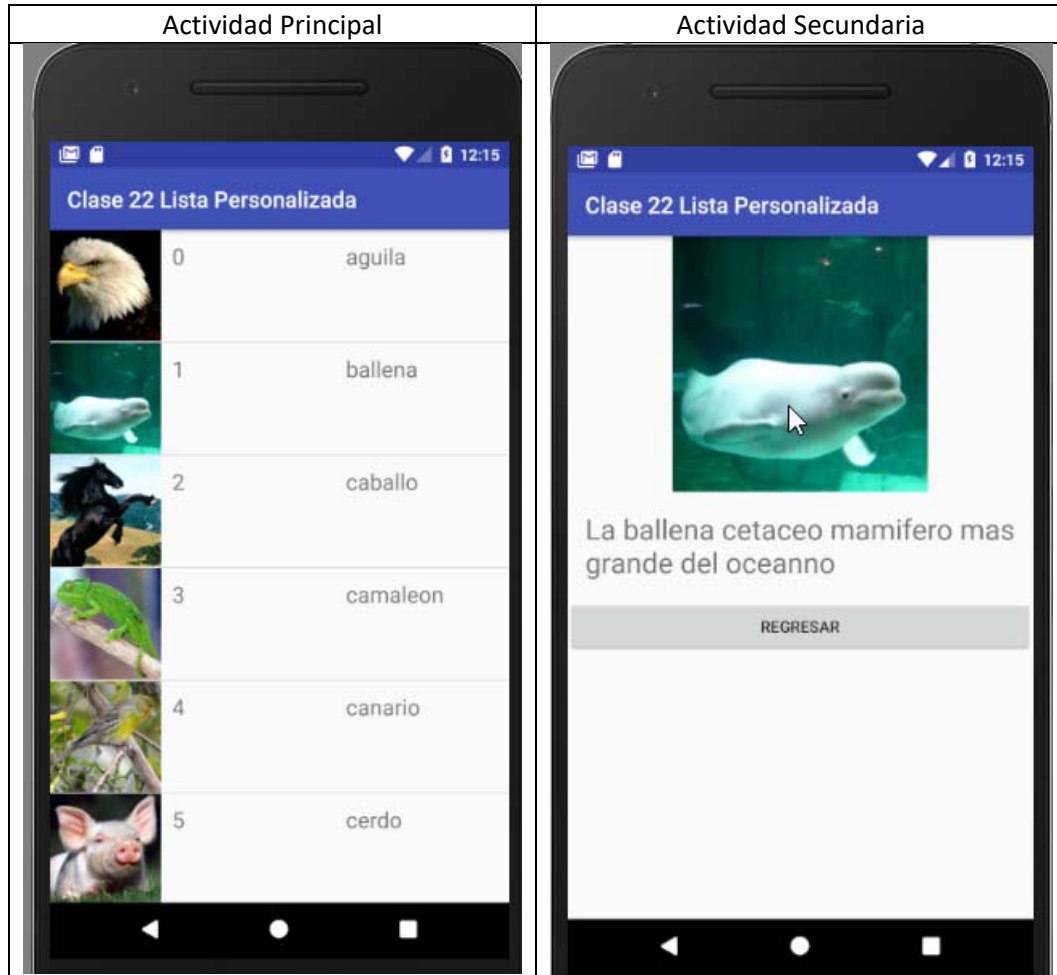 Actividad Principal
Actividad Secundaria
12:15
Clase 22 Lista Personalizada
0 aguila
1 ballena
2 caballo
3 camaleon
4 canario
5 cerdo
12:15
Clase 22 Lista Personalizada
La ballena cetaceo mamifero mas
grande del oceanno
REGRESAR